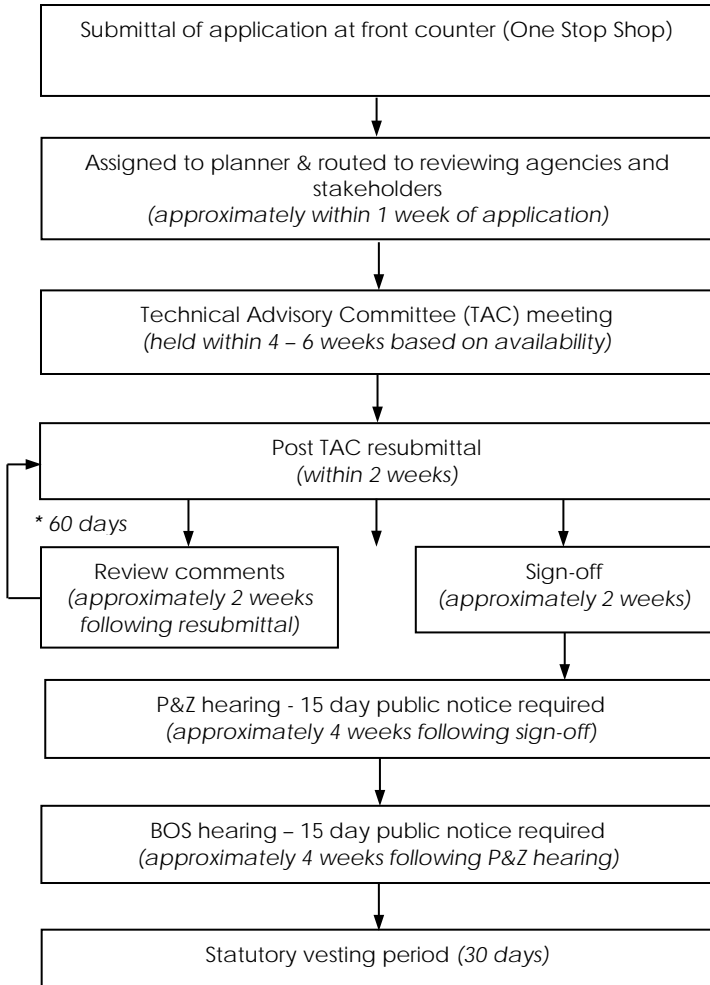 Submittal of application at front counter (One Stop Shop)
Assigned to planner & routed to reviewing agencies and
stakeholders
(approximately within 1 week of application)
Technical Advisory Committee (TAC) meeting
(held within 4 – 6 weeks based on availability)
Post TAC resubmittal
(within 2 weeks)
* 60 days
Review comments
(approximately 2 weeks
following resubmittal)
Sign-off
(approximately 2 weeks)
P&Z hearing - 15 day public notice required
(approximately 4 weeks following sign-off)
BOS hearing – 15 day public notice required
(approximately 4 weeks following P&Z hearing)
Statutory vesting period (30 days)